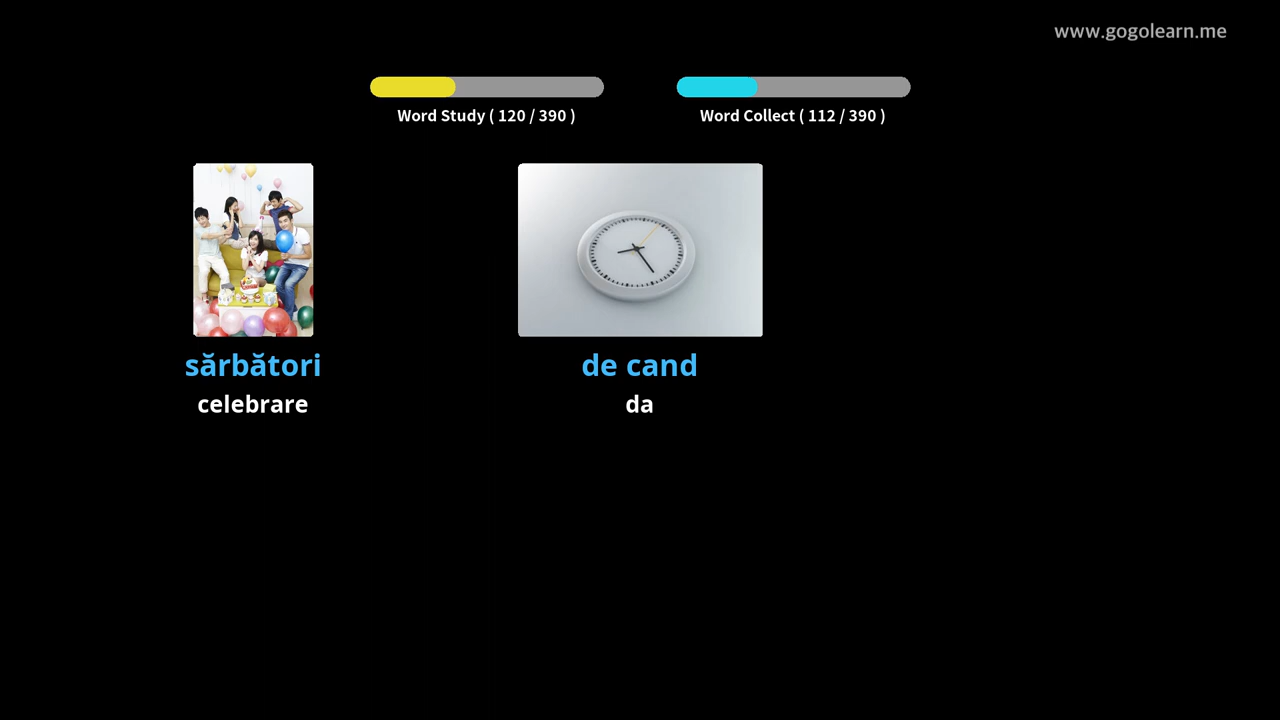 www.gogolearn.me
Word Study ( 120 / 390 )
Word Collect ( 112 / 390 )
sărbători
celebrare
de cand
da